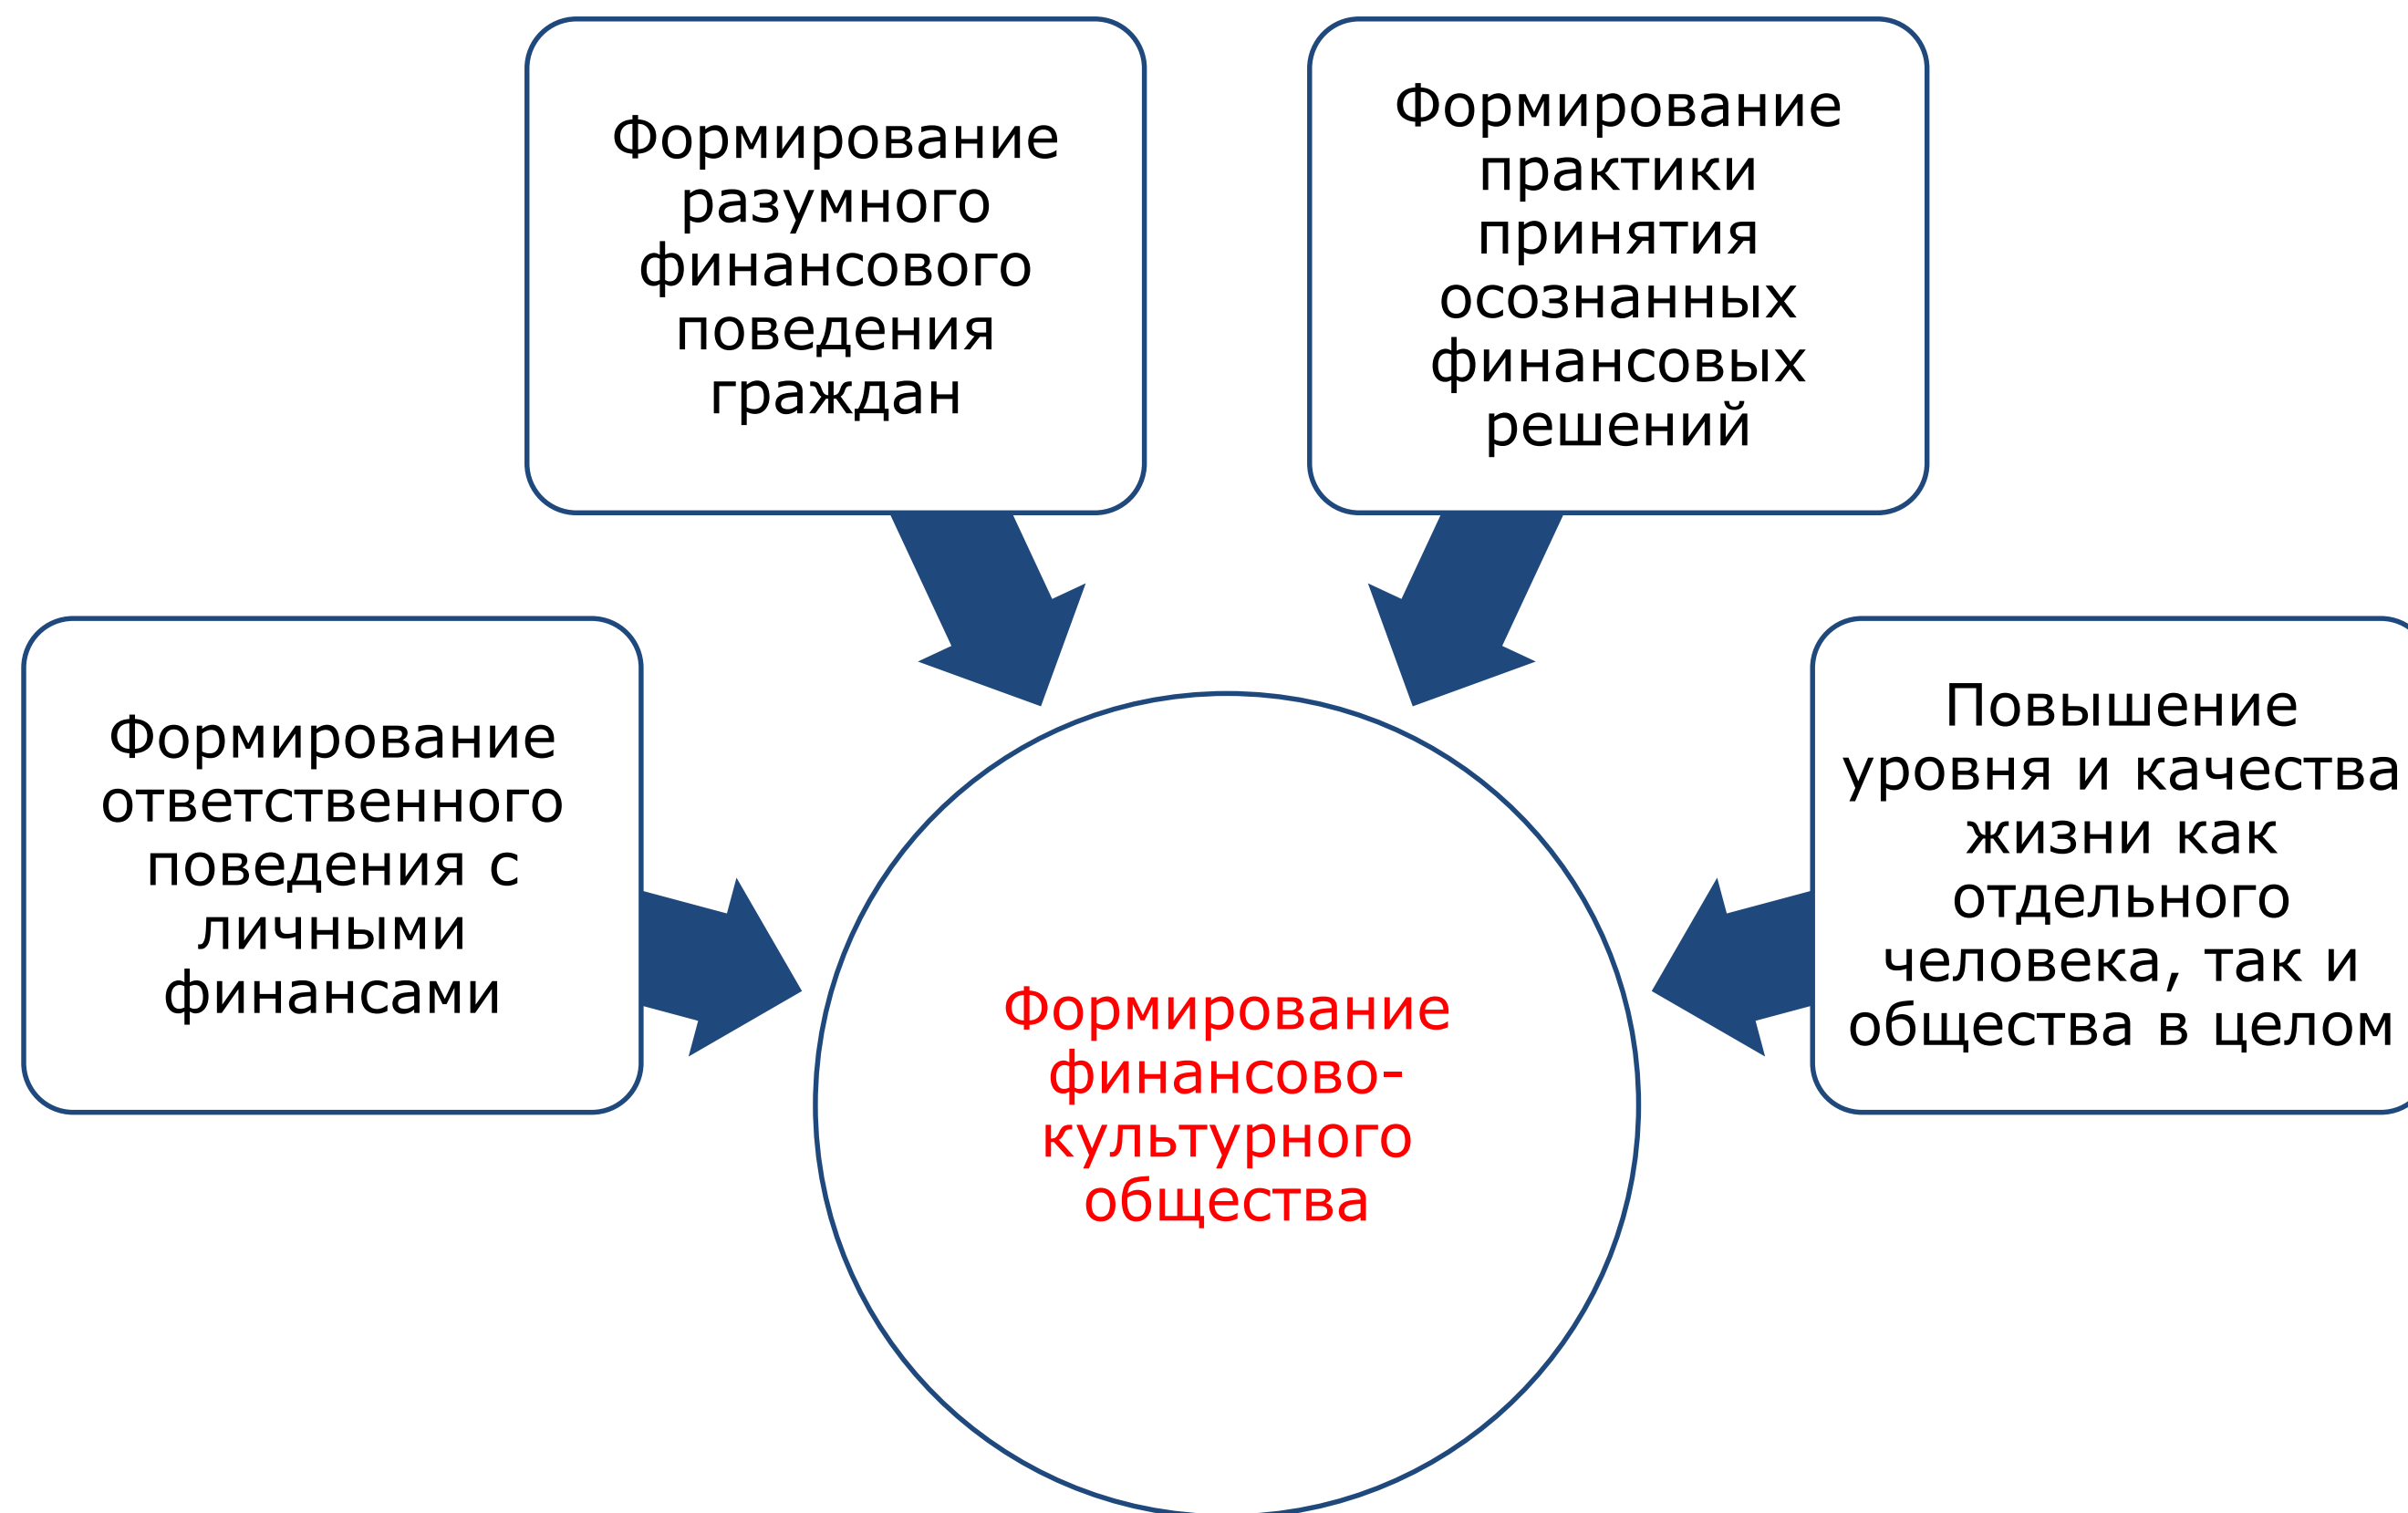 Формирование
разумного
финансового
поведения
граждан
Формирование
практики
принятия
осознанных
финансовых
решений
Формирование
ответственного
поведения с
личными
финансами
Повышение
уровня и качества
жизни как
отдельного
человека, так и
общества в целом
Формирование
финансово-
культурного
общества